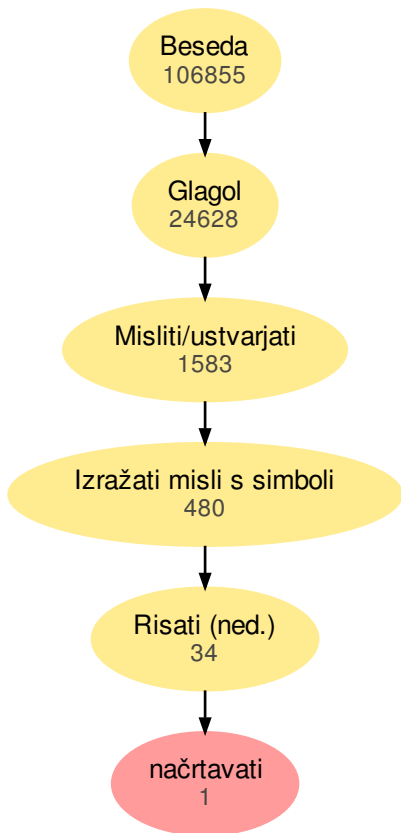 Beseda
106855
Glagol
24628
Misliti/ustvarjati
1583
Izražati misli s simboli
480
Risati (ned.)
34
načrtavati
1